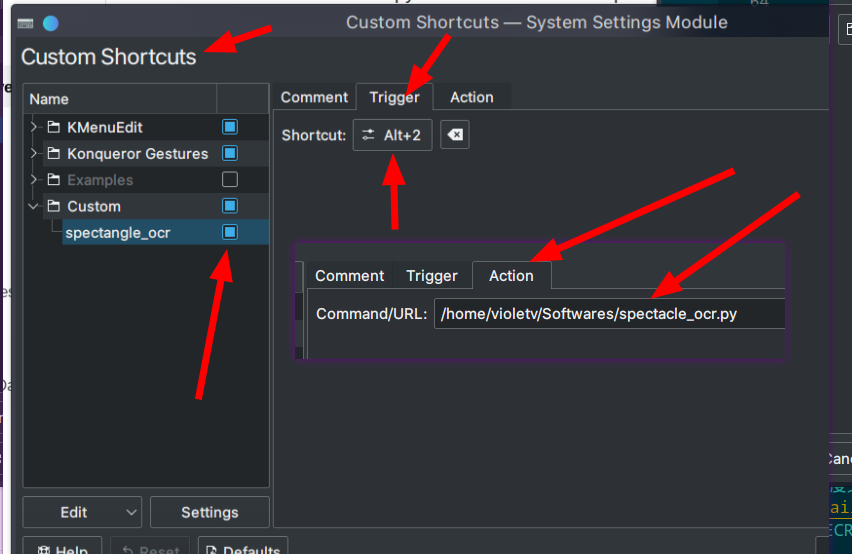 64
Custom Shortcuts — System Settings Module
Custom Shortcuts
Name
KMenuEdit
Konqueror Gestures
Examples
Custom
spectangle_ocr
Comment Trigger Action
Shortcut: Alt+2
Comment Trigger Action
Command/URL: /home/violetv/Softwares/spectacle_ocr.py
Edit Settings
Help Reset Defaults